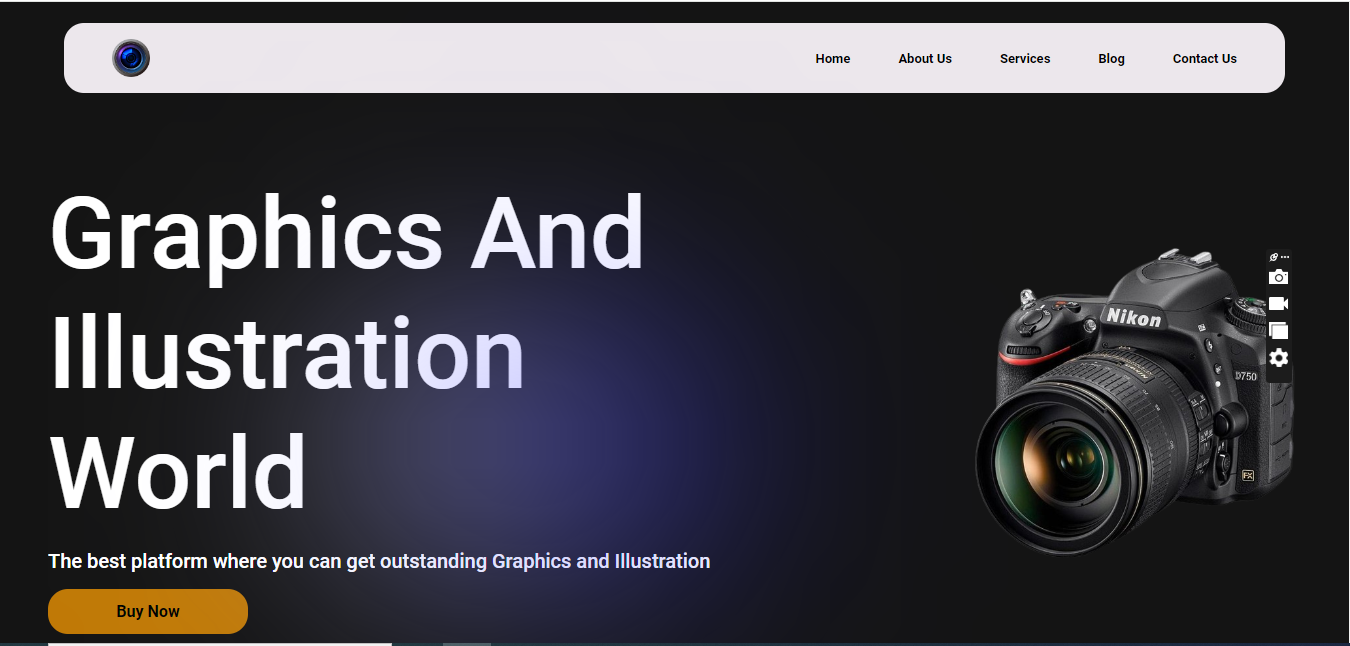 Home About Us Services Blog Contact Us
Graphics And
Illustration
World
Nikon
D750
FX
The best platform where you can get outstanding Graphics and Illustration
Buy Now